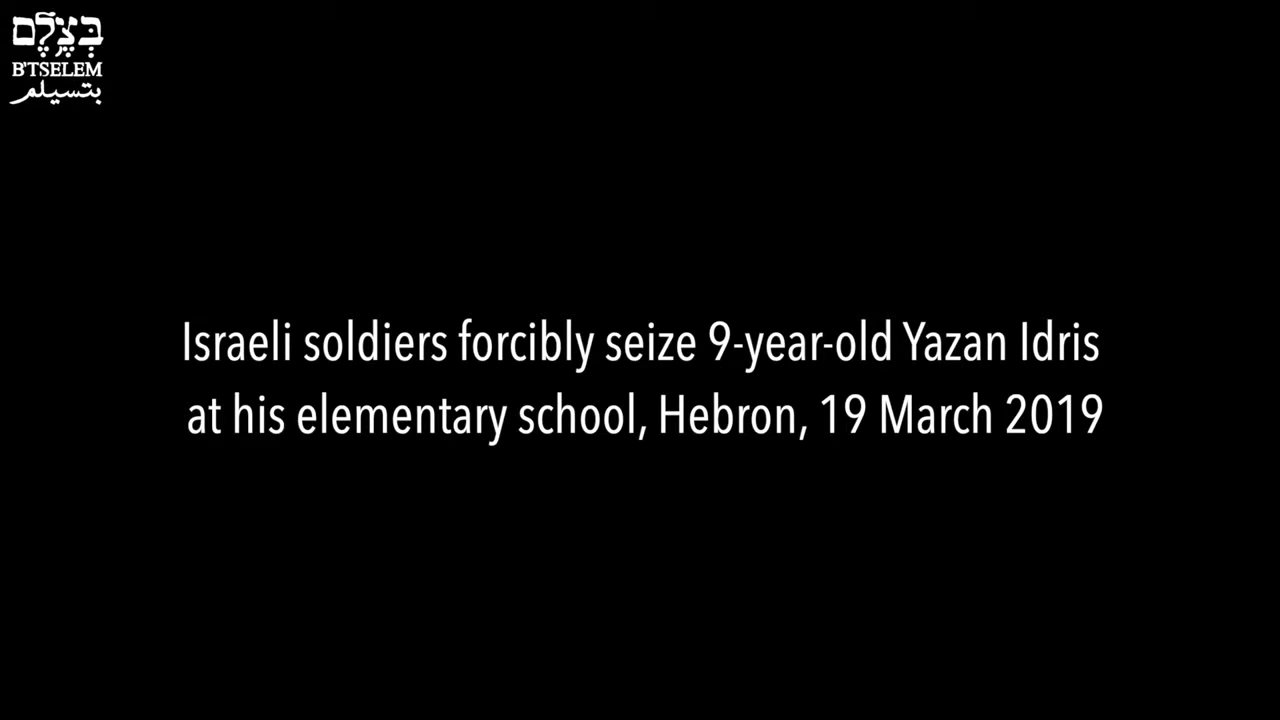 בְּצֶלֶם
B'TSELEM
بتسيلم
Israeli soldiers forcibly seize 9-year-old Yazan Idris
at his elementary school, Hebron, 19 March 2019